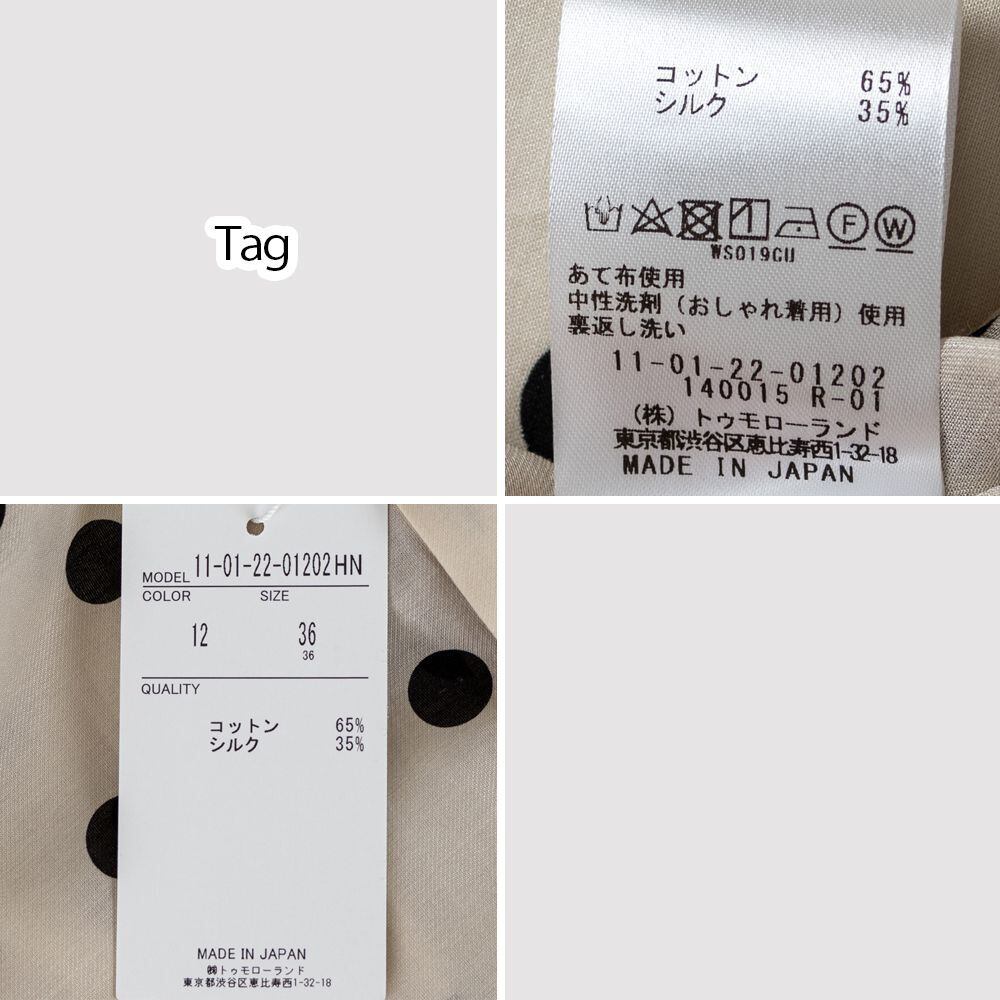 Tag
コットン 65%
シルク 35%
WS019CU
あて布使用
中性洗剤（おしゃれ着用）使用
裏返し洗い
11-01-22-01202
140015 R-01
（株）トゥモローランド
東京都渋谷区恵比寿西1-32-18
MADE IN JAPAN
MODEL 11-01-22-01202HN
COLOR SIZE
12 36
36
QUALITY
コットン 65%
シルク 35%
MADE IN JAPAN
㈱トゥモローランド
東京都渋谷区恵比寿西1-32-18